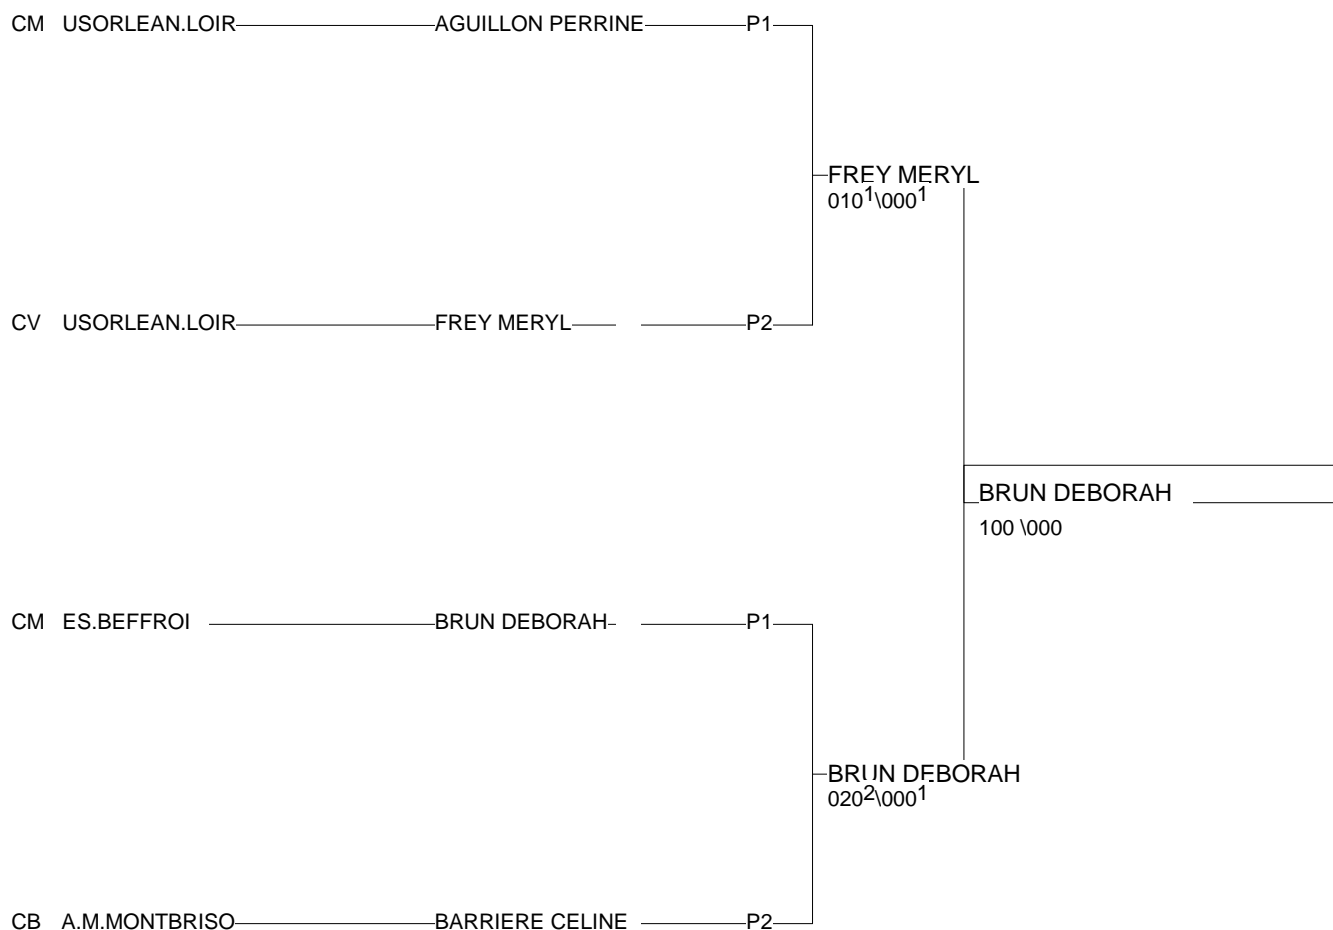 CM USORLEAN.LOIR AGUILLON PERRINE P1
FREY MERYL
010¹\000¹
CV USORLEAN.LOIR FREY MERYL P2
BRUN DEBORAH
100 \000
CM ES.BEFFROI BRUN DEBORAH P1
BRUN DEBORAH
020²\000¹
CB A.M.MONTBRISO BARRIERE CELINE P2